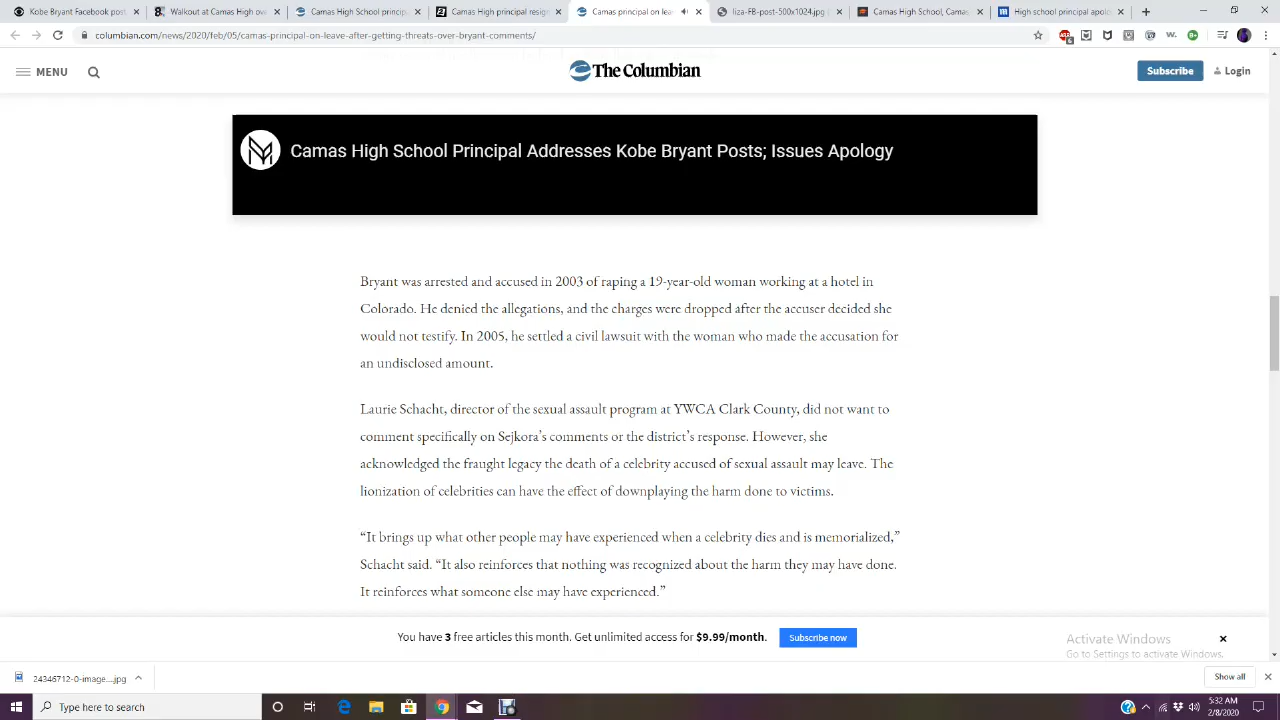 Kobe Bryant Facebook post
Walkout at Camas High ove
Camas High School princip
Camas High principal resign
Camas principal on lea
liza-FB-post-500x1024.jpg
Camas High School, Camas
High school principal apolo
columbian.com/news/2020/feb/05/camas-principal-on-leave-after-getting-threats-over-bryant-comments/
MENU
The Columbian
Subscribe
Login
Camas High School Principal Addresses Kobe Bryant Posts; Issues Apology
Bryant was arrested and accused in 2003 of raping a 19-year-old woman working at a hotel in
Colorado. He denied the allegations, and the charges were dropped after the accuser decided she
would not testify. In 2005, he settled a civil lawsuit with the woman who made the accusation for
an undisclosed amount.
Laurie Schacht, director of the sexual assault program at YWCA Clark County, did not want to
comment specifically on Sejkora’s comments or the district’s response. However, she
acknowledged the fraught legacy the death of a celebrity accused of sexual assault may leave. The
lionization of celebrities can have the effect of downplaying the harm done to victims.
“It brings up what other people may have experienced when a celebrity dies and is memorialized,”
Schacht said. “It also reinforces that nothing was recognized about the harm they may have done.
It reinforces what someone else may have experienced.”
You have 3 free articles this month. Get unlimited access for $9.99/month.
Subscribe now
Activate Windows
Go to Settings to activate Windows.
24346712-0-image....jpg
Show all
Type here to search
5:32 AM
2/8/2020